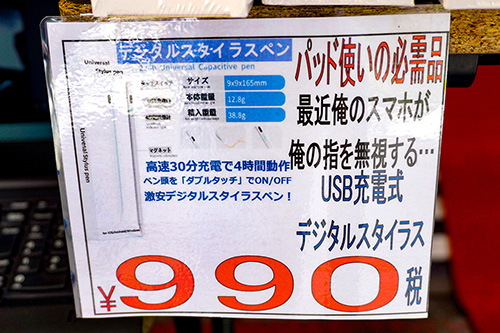 デジタルスタイラスペン
Universal Capacitive pen
Universal
Stylus pen
Universal Stylus pen
サイズ
9x9x165mm
本体重量
12.8g
積入重量
38.8g
マグネット
高速30分充電で4時間動作
ペン頭を「ダブルタッチ」でON/OFF
激安デジタルスタイラスペン！
パッド使いの必需品
最近俺のスマホが
俺の指を無視する…
USB充電式
デジタルスタイラス
¥990税